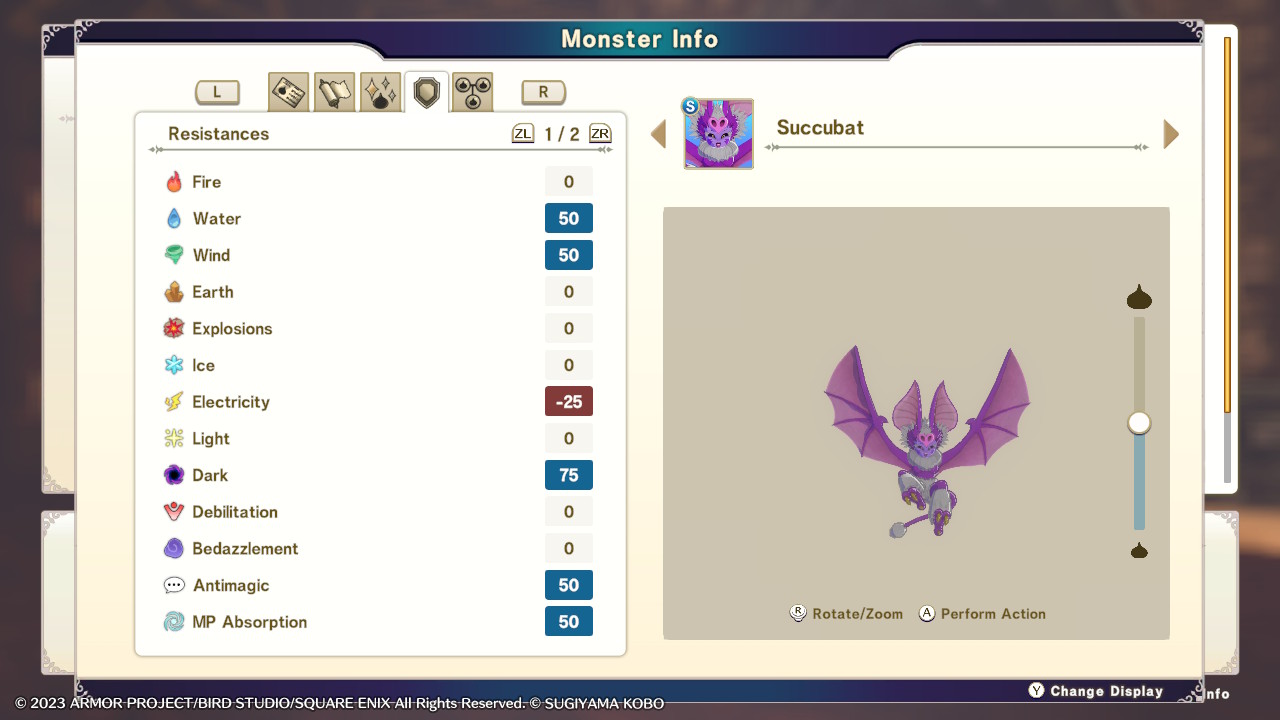 Monster Info
L
R
Resistances
ZL 1 / 2 ZR
S
Succubat
Fire 0
Water 50
Wind 50
Earth 0
Explosions 0
Ice 0
Electricity -25
Light 0
Dark 75
Debilitation 0
Bedazzlement 0
Antimagic 50
MP Absorption 50
R Rotate/Zoom A Perform Action
Y Change Display
nfo
© 2023 ARMOR PROJECT/BIRD STUDIO/SQUARE ENIX All Rights Reserved. © SUGIYAMA KOBO